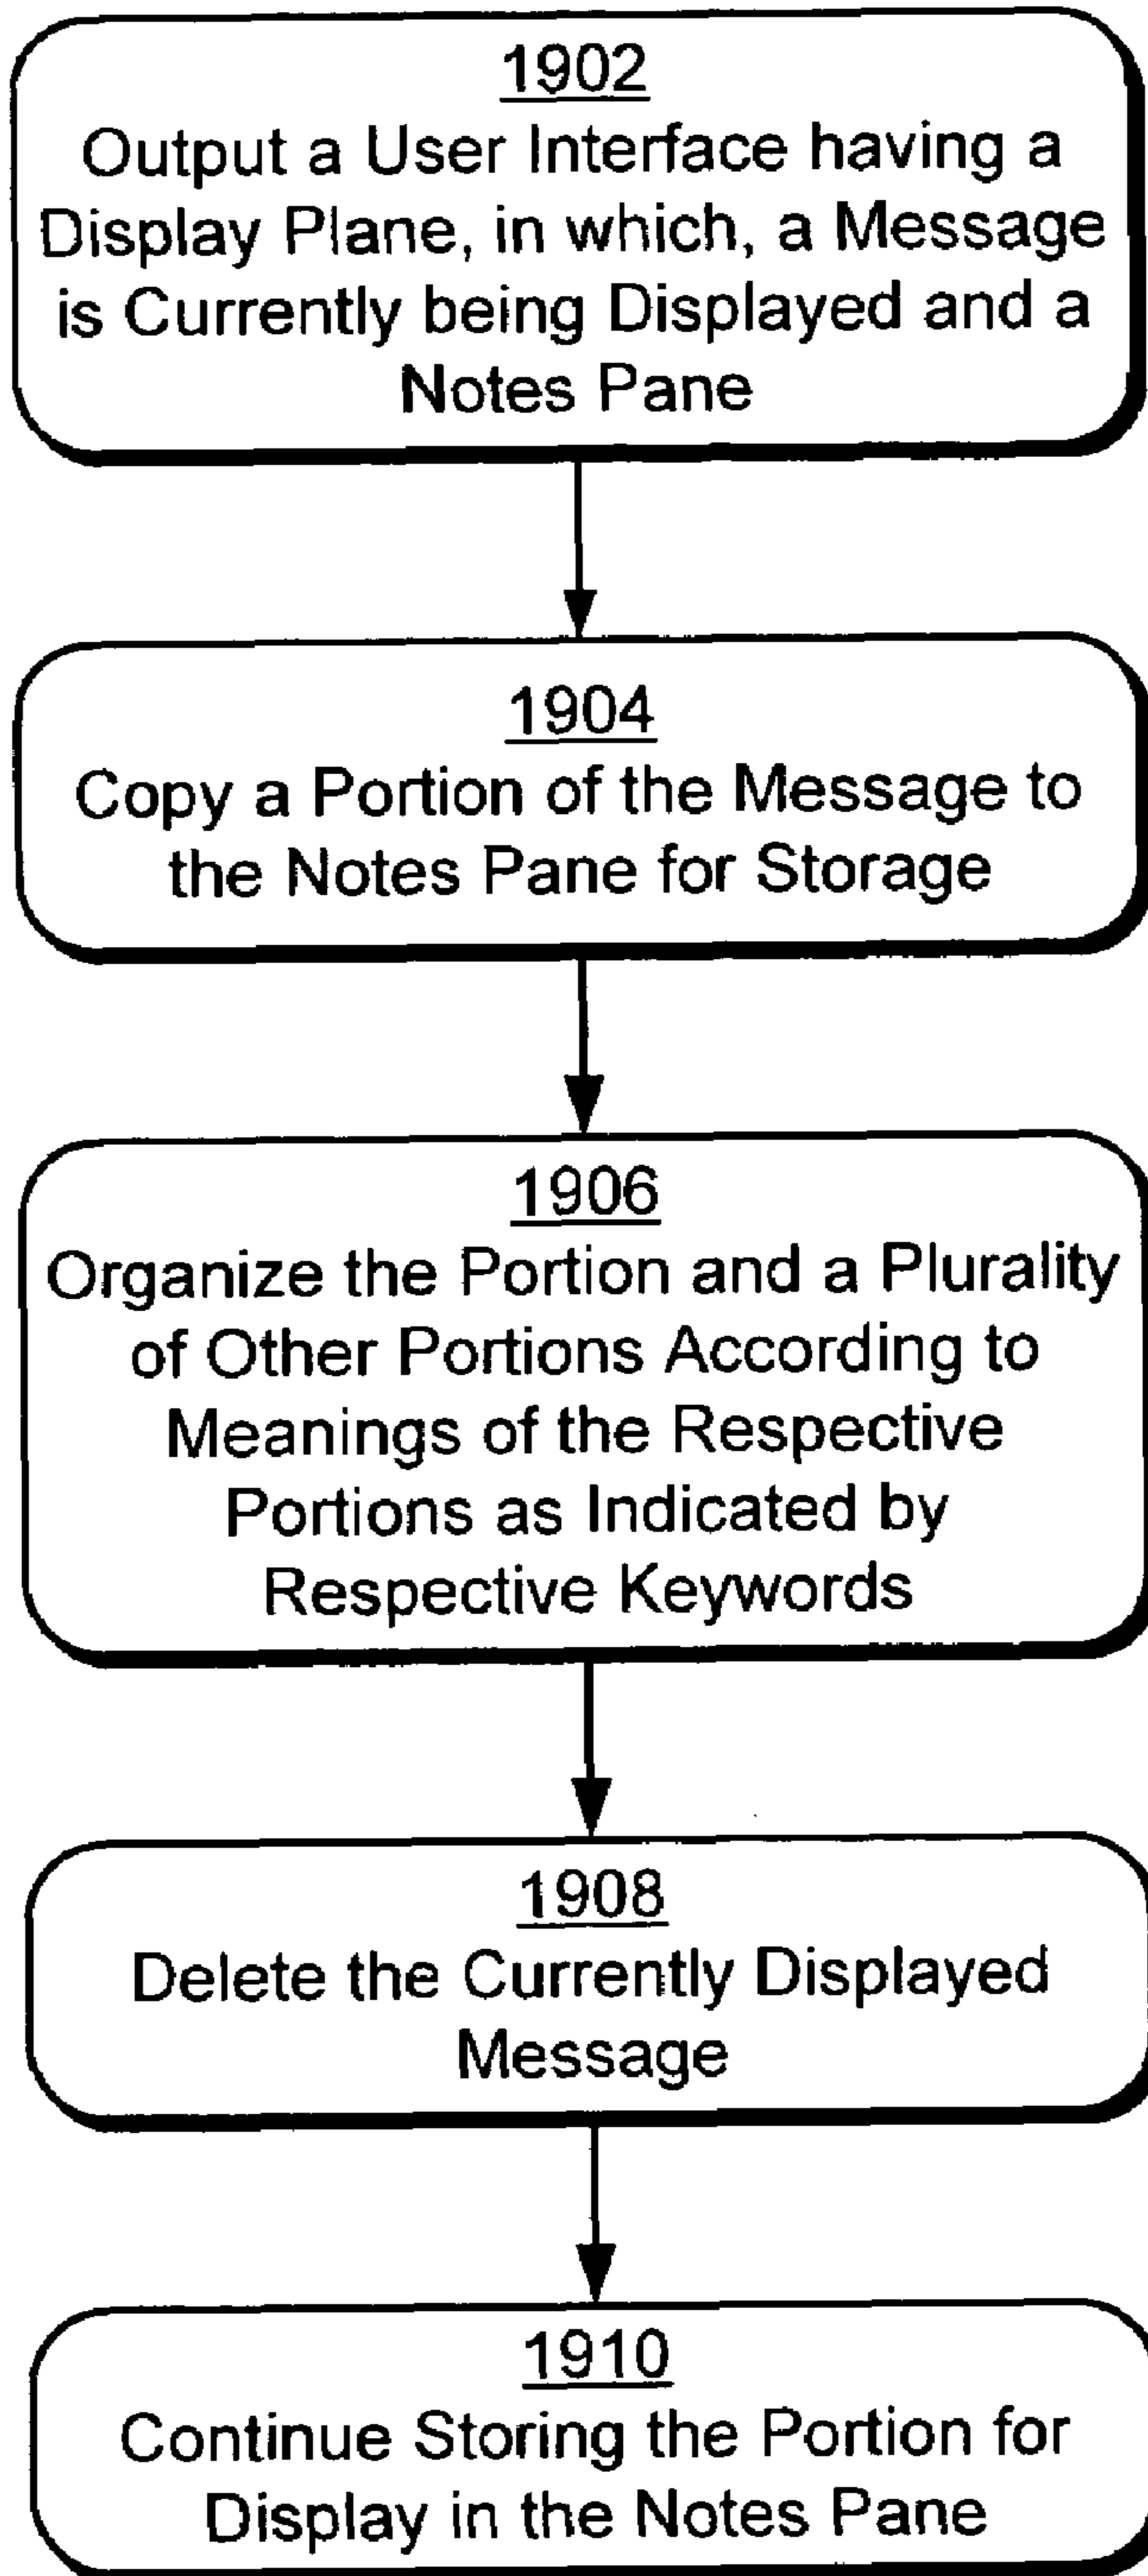 1902
Output a User Interface having a
Display Plane, in which, a Message
is Currently being Displayed and a
Notes Pane
1904
Copy a Portion of the Message to
the Notes Pane for Storage
1906
Organize the Portion and a Plurality
of Other Portions According to
Meanings of the Respective
Portions as Indicated by
Respective Keywords
1908
Delete the Currently Displayed
Message
1910
Continue Storing the Portion for
Display in the Notes Pane